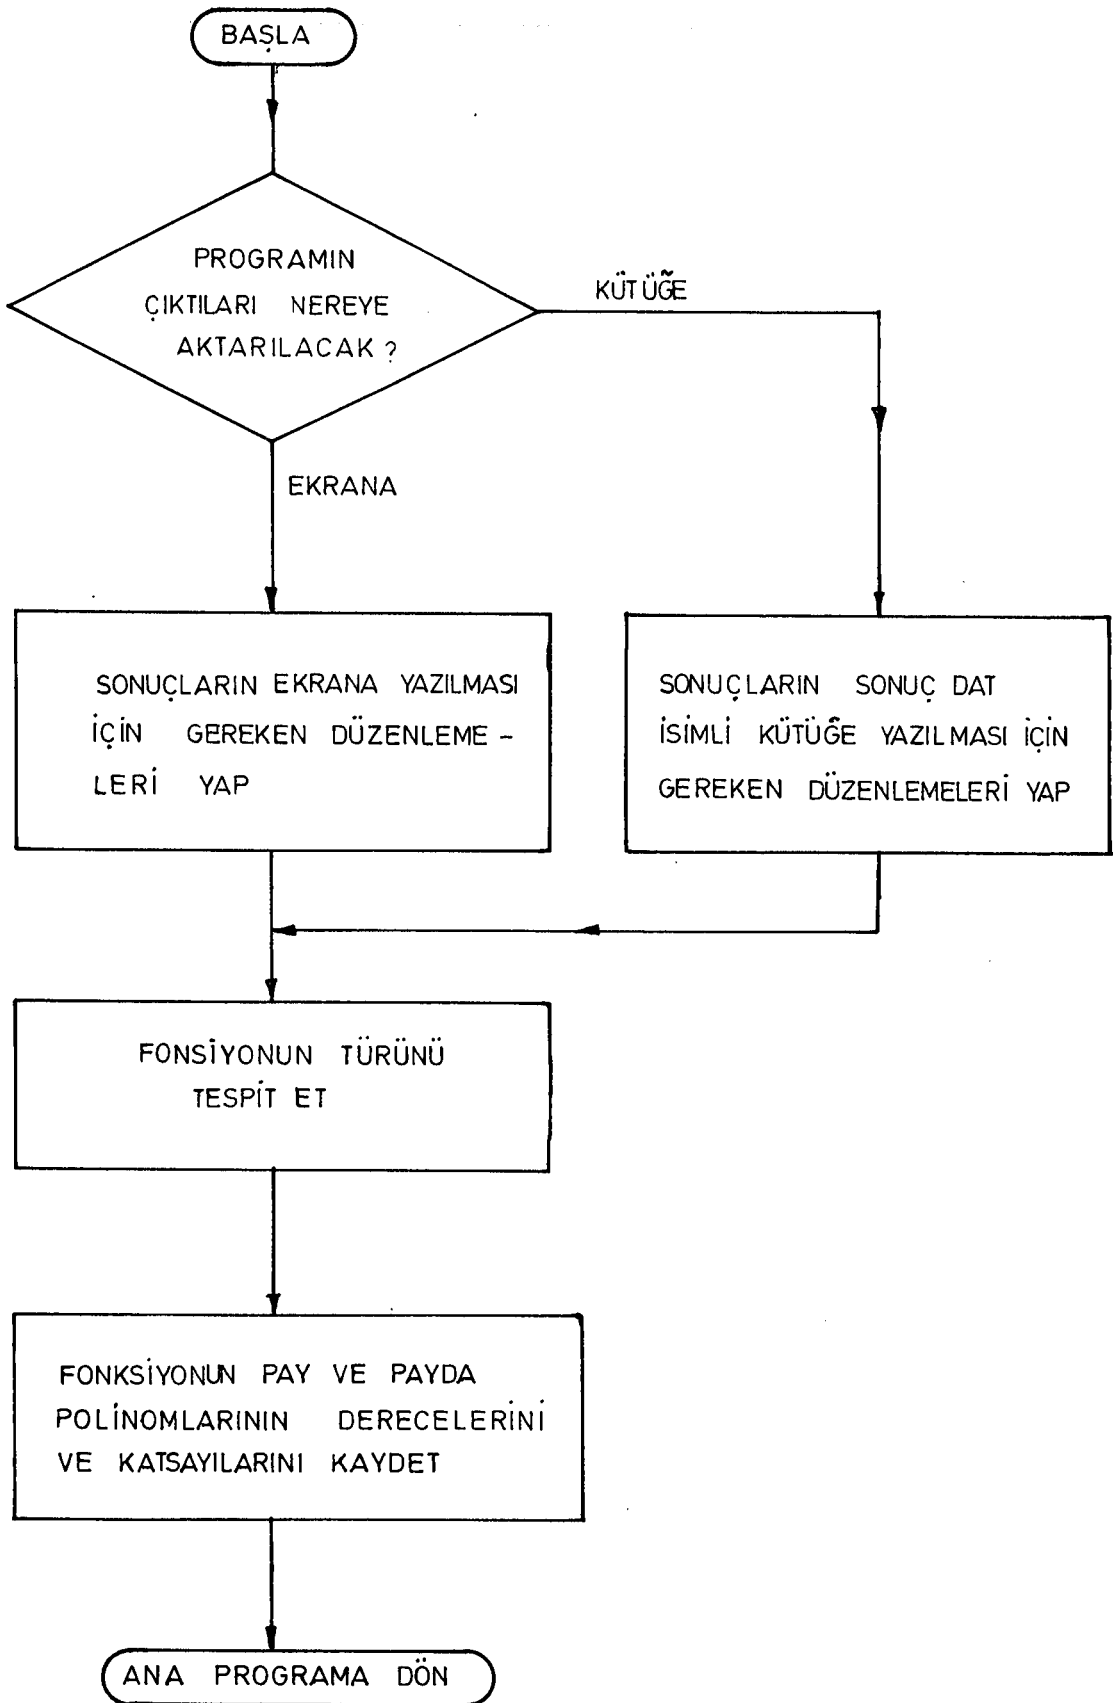 BAŞLA
PROGRAMIN
ÇIKTILARI NEREYE
AKTARILACAK ?
KÜTÜĞE
EKRANA
SONUÇLARIN EKRANA YAZILMASI
İÇİN GEREKEN DÜZENLEME -
LERİ YAP
SONUÇLARIN SONUÇ DAT
İSİMLİ KÜTÜĞE YAZILMASI İÇİN
GEREKEN DÜZENLEMELERİ YAP
FONSİYONUN TÜRÜNÜ
TESPİT ET
FONKSİYONUN PAY VE PAYDA
POLİNOMLARININ DERECELERİNİ
VE KATSAYILARINI KAYDET
ANA PROGRAMA DÖN